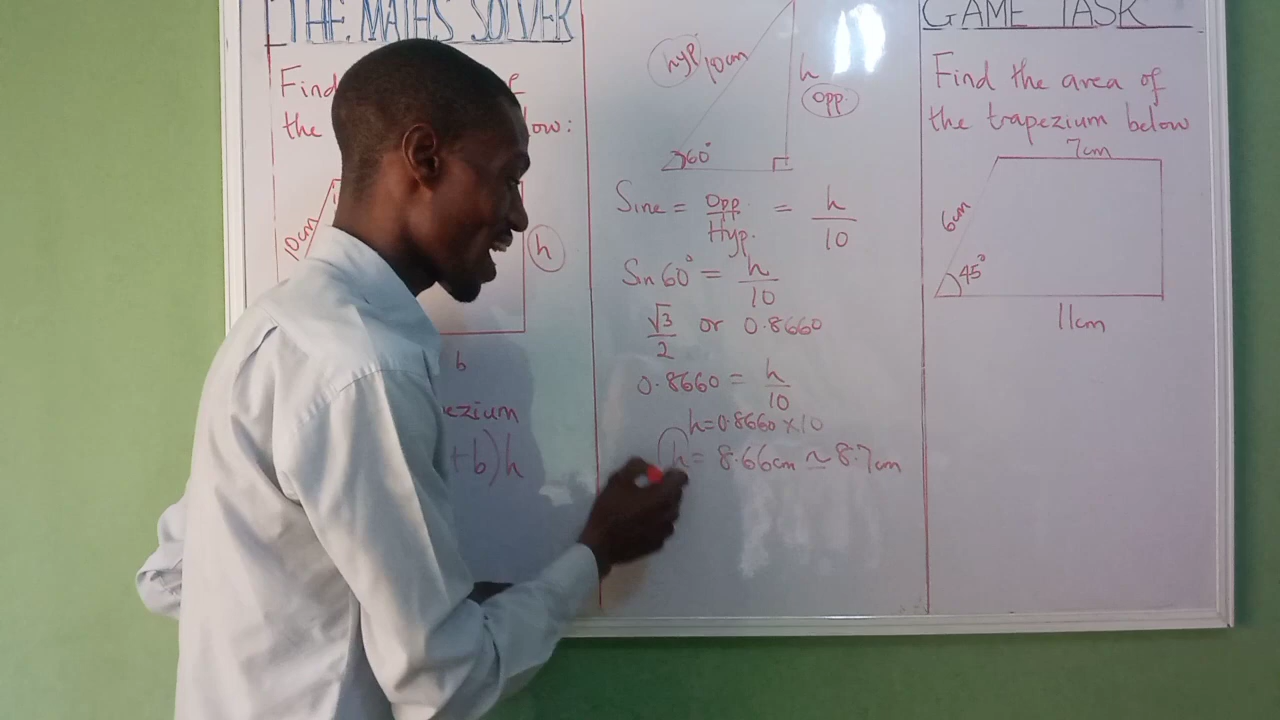 THE MATHS SOLVER
Find
the
low:
10cm
h
b
ezium
+b)h
hyp 10cm
h
opp.
60°
Sine = Opp. / Hyp. = h / 10
Sin 60° = h / 10
√3 / 2 or 0.8660
0.8660 = h / 10
h=0.8660×10
h= 8.66cm ≈ 8.7cm
GAME TASK
Find the area of
the trapezium below
7cm
6cm
45°
11cm